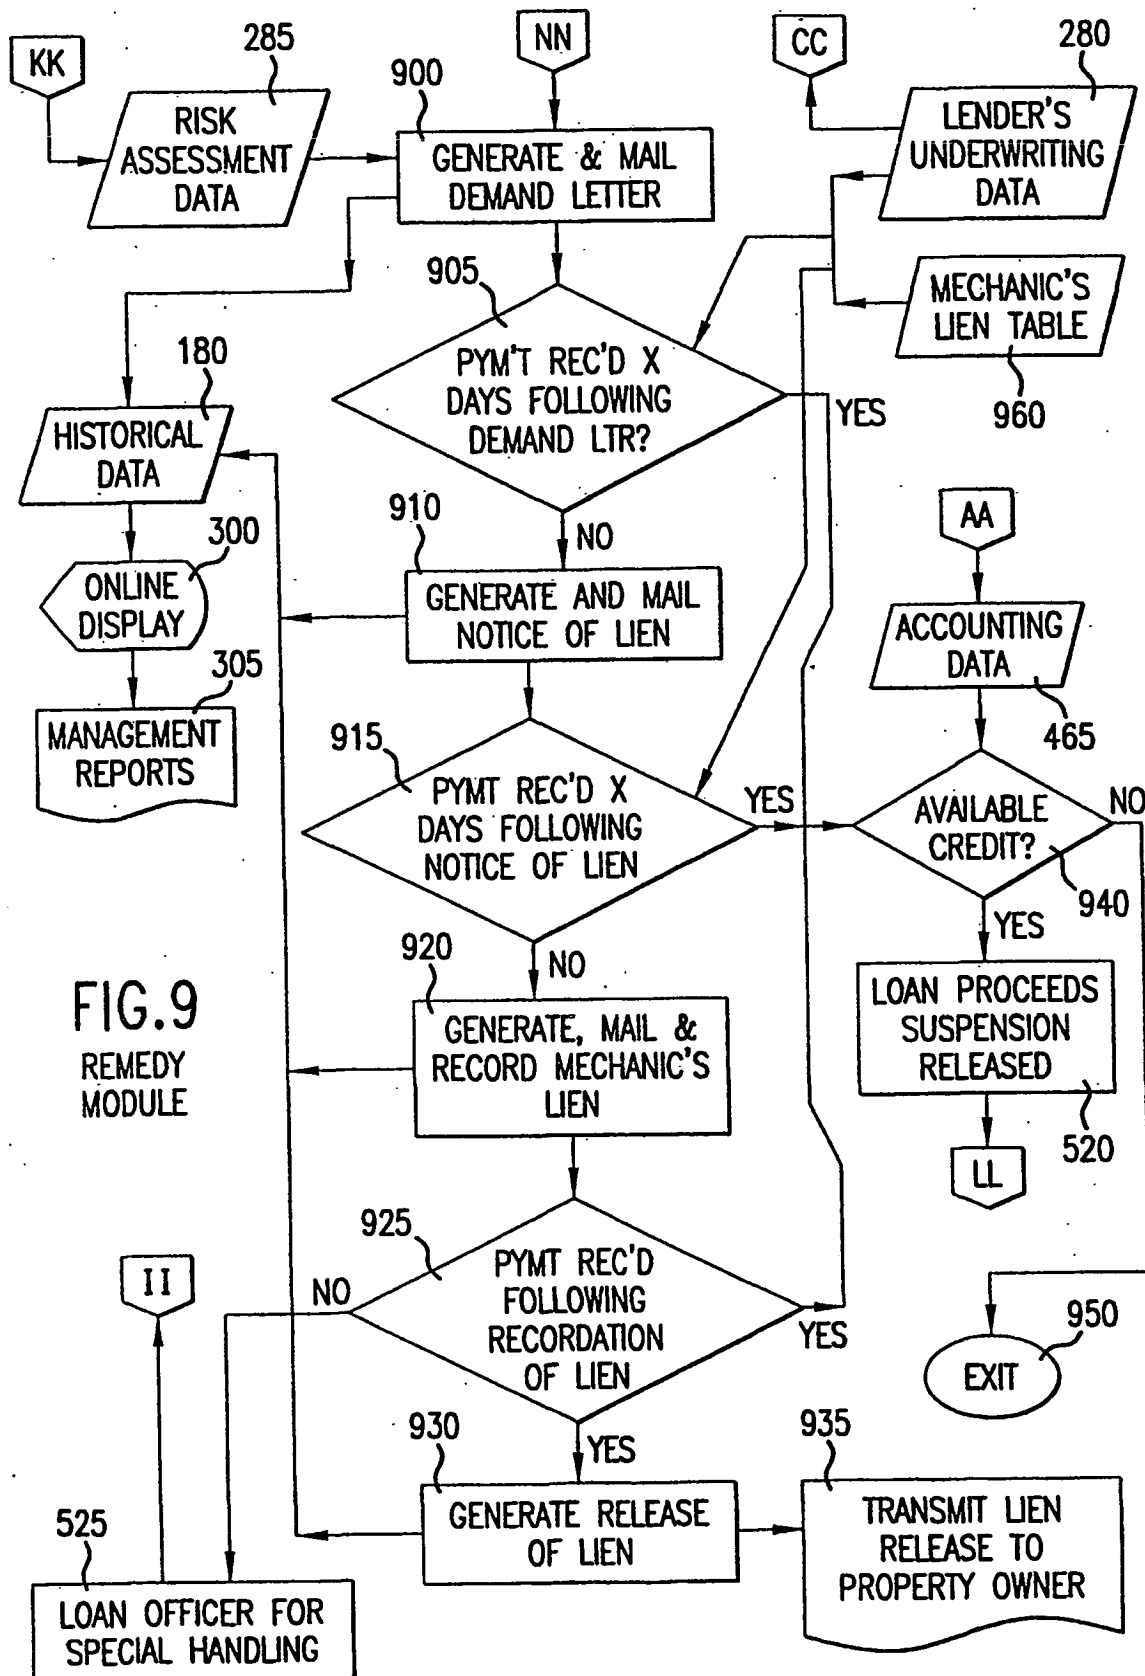 KK
285
NN
CC
280
900
RISK
ASSESSMENT
DATA
GENERATE & MAIL
DEMAND LETTER
LENDER'S
UNDERWRITING
DATA
905
MECHANIC'S
LIEN TABLE
960
180
PYM'T REC'D X
DAYS FOLLOWING
DEMAND LTR?
YES
HISTORICAL
DATA
910
NO
AA
300
ONLINE
DISPLAY
GENERATE AND MAIL
NOTICE OF LIEN
ACCOUNTING
DATA
465
305
MANAGEMENT
REPORTS
915
PYMT REC'D X
DAYS FOLLOWING
NOTICE OF LIEN
YES
AVAILABLE
CREDIT?
NO
940
YES
920
NO
FIG.9
REMEDY
MODULE
GENERATE, MAIL &
RECORD MECHANIC'S
LIEN
LOAN PROCEEDS
SUSPENSION
RELEASED
520
LL
925
II
NO
PYMT REC'D
FOLLOWING
RECORDATION
OF LIEN
YES
950
EXIT
930
YES
935
GENERATE RELEASE
OF LIEN
TRANSMIT LIEN
RELEASE TO
PROPERTY OWNER
525
LOAN OFFICER FOR
SPECIAL HANDLING